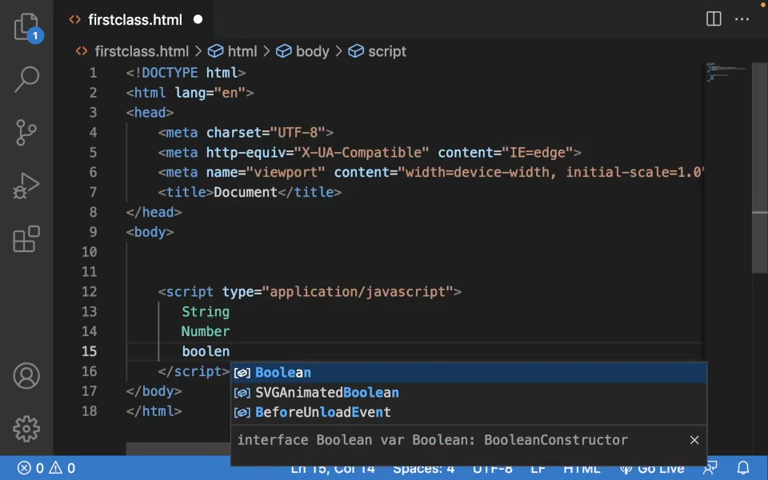 firstclass.html
firstclass.html > html > body > script
1 <!DOCTYPE html>
2 <html lang="en">
3 <head>
4 <meta charset="UTF-8">
5 <meta http-equiv="X-UA-Compatible" content="IE=edge">
6 <meta name="viewport" content="width=device-width, initial-scale=1.0"
7 <title>Document</title>
8 </head>
9 <body>
10
11
12 <script type="application/javascript">
13 String
14 Number
15 boolen
16 </script>
17 </body>
18 </html>
Boolean
SVGAnimatedBoolean
BeforeUnloadEvent
interface Boolean var Boolean: BooleanConstructor
1
0 0 Ln 15, Col 14 Spaces: 4 UTF-8 LF HTML Go Live